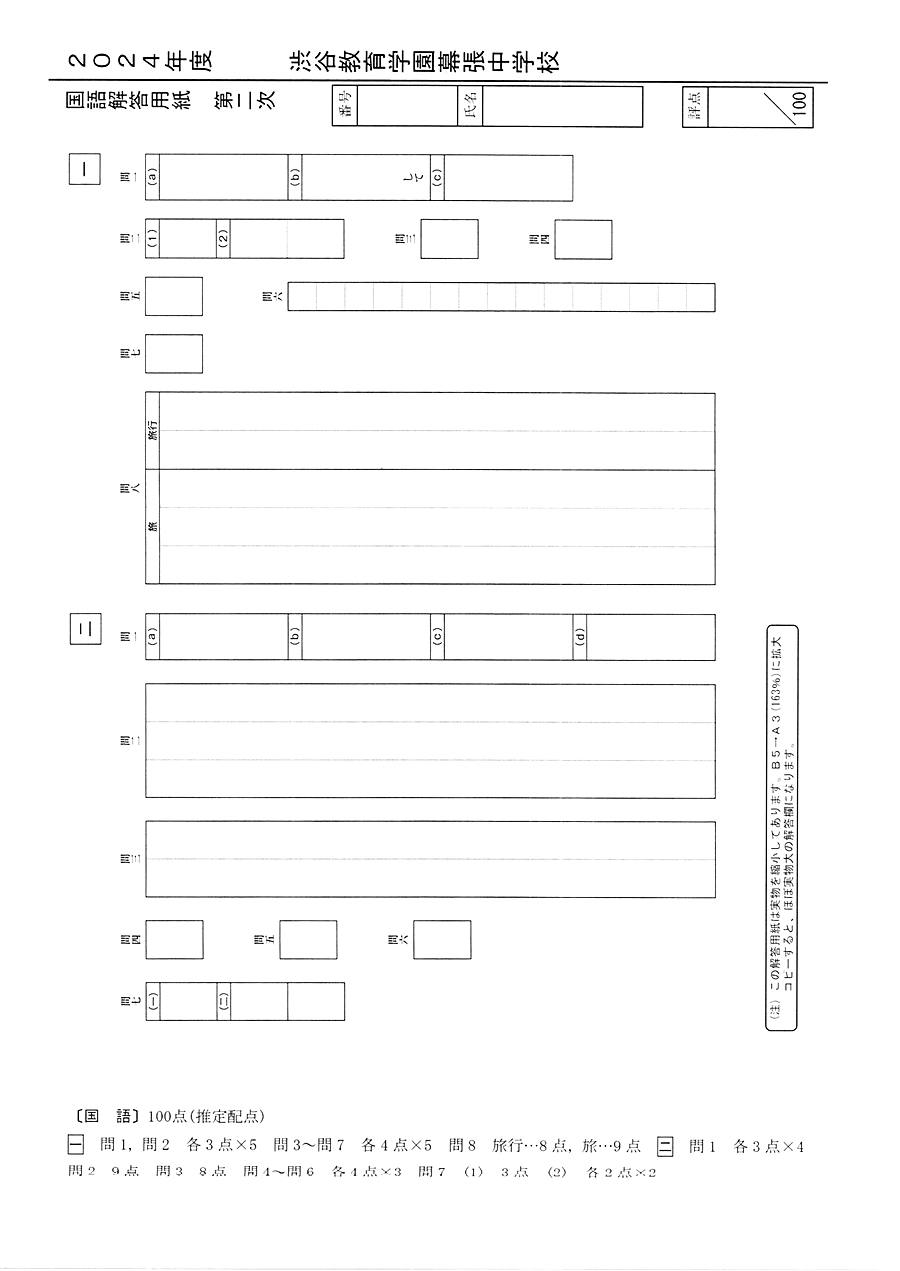 2024年度 渋谷教育学園幕張中学校
国語解答用紙 第二次
番号 氏名 評点 /100
一
問一 (a) (b) して (c)
問二 (1) (2) 問三 問四
問五 問六
問七
問八 旅行
旅
二
問一 (a) (b) (c) (d)
問二
問三
問四 問五 問六
問七 (一) (二)
(注) この解答用紙は実物を縮小してあります。B5→A3(163%)に拡大
コピーすると、ほぼ実物大の解答欄になります。
〔国 語〕100点(推定配点)
一 問1, 問2 各3点×5 問3~問7 各4点×5 問8 旅行…8点, 旅…9点 二 問1 各3点×4
問2 9点 問3 8点 問4~問6 各4点×3 問7 (1) 3点 (2) 各2点×2